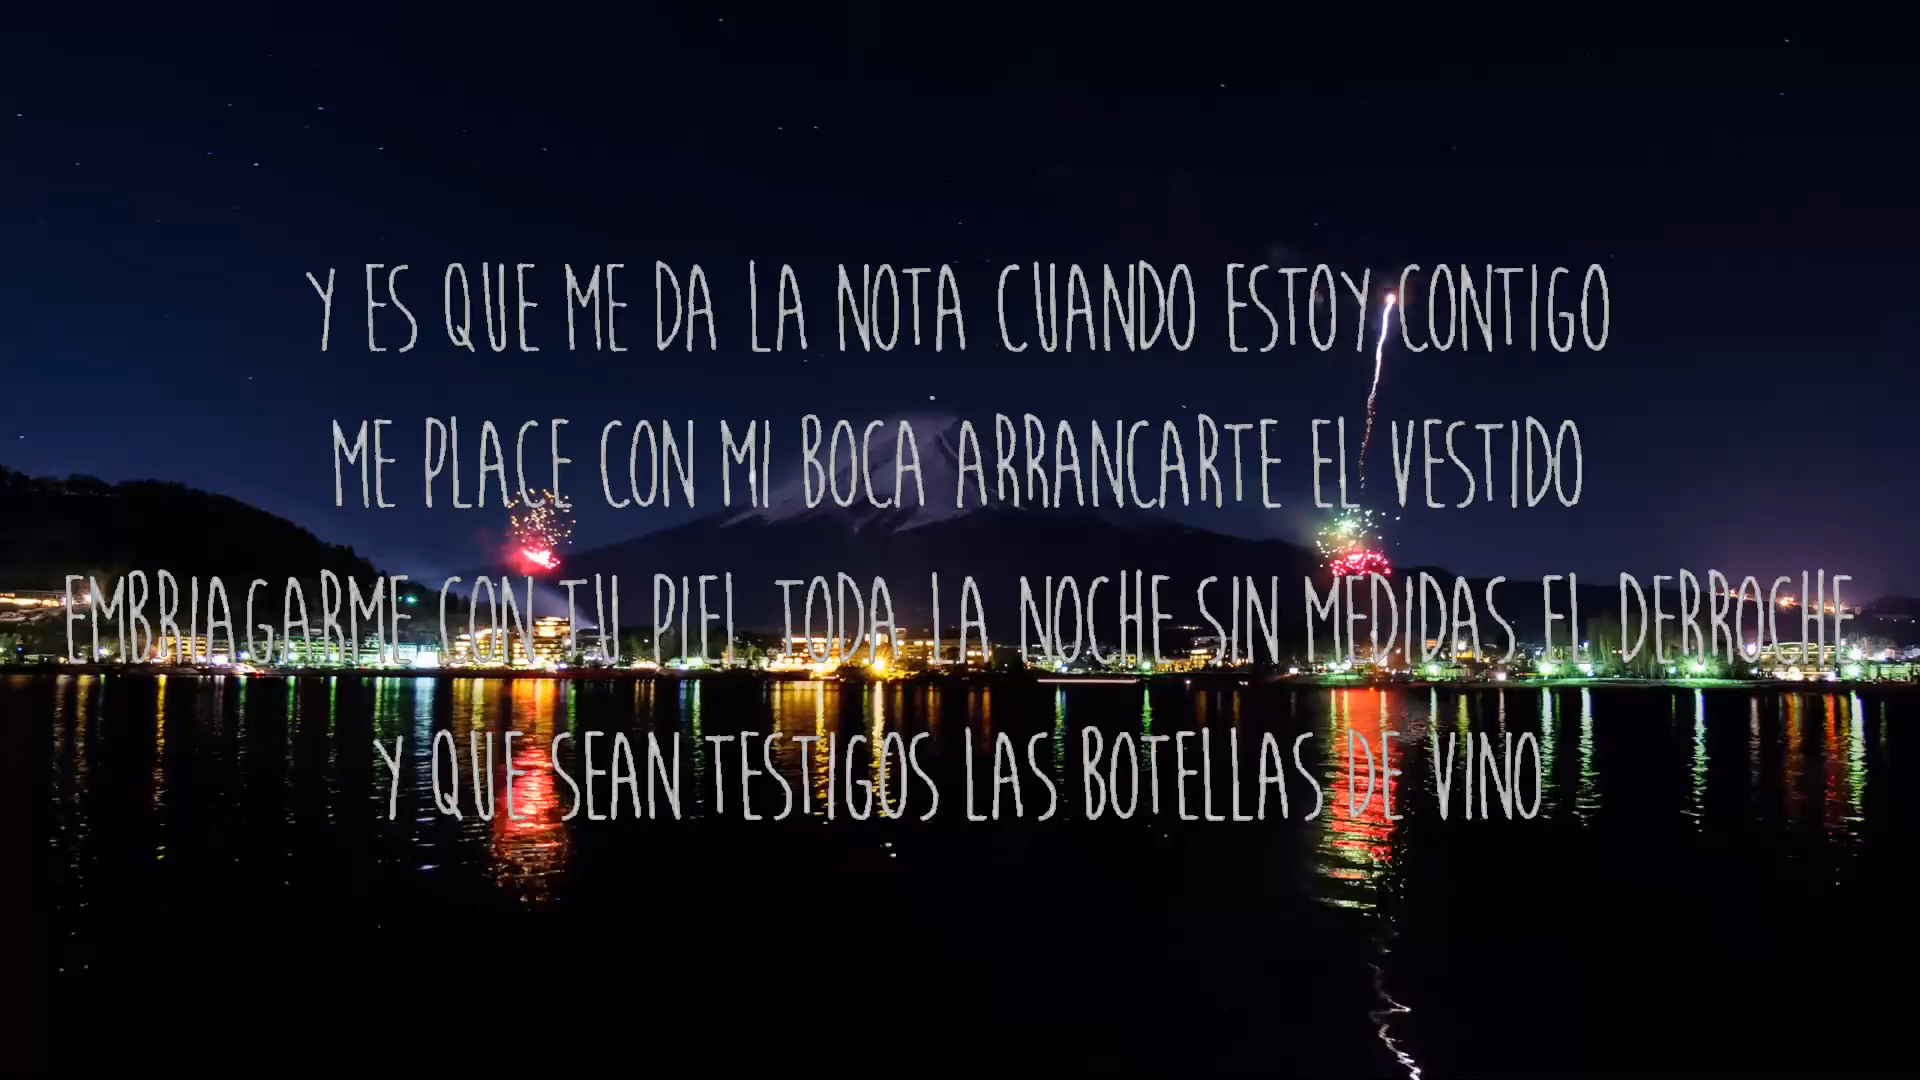 Y ES QUE ME DA LA NOTA CUANDO ESTOY CONTIGO
ME PLACE CON MI BOCA ARRANCARTE EL VESTIDO
EMBRIAGARME CON TU PIEL TODA LA NOCHE SIN MEDIDAS EL DERROCHE
Y QUE SEAN TESTIGOS LAS BOTELLAS DE VINO